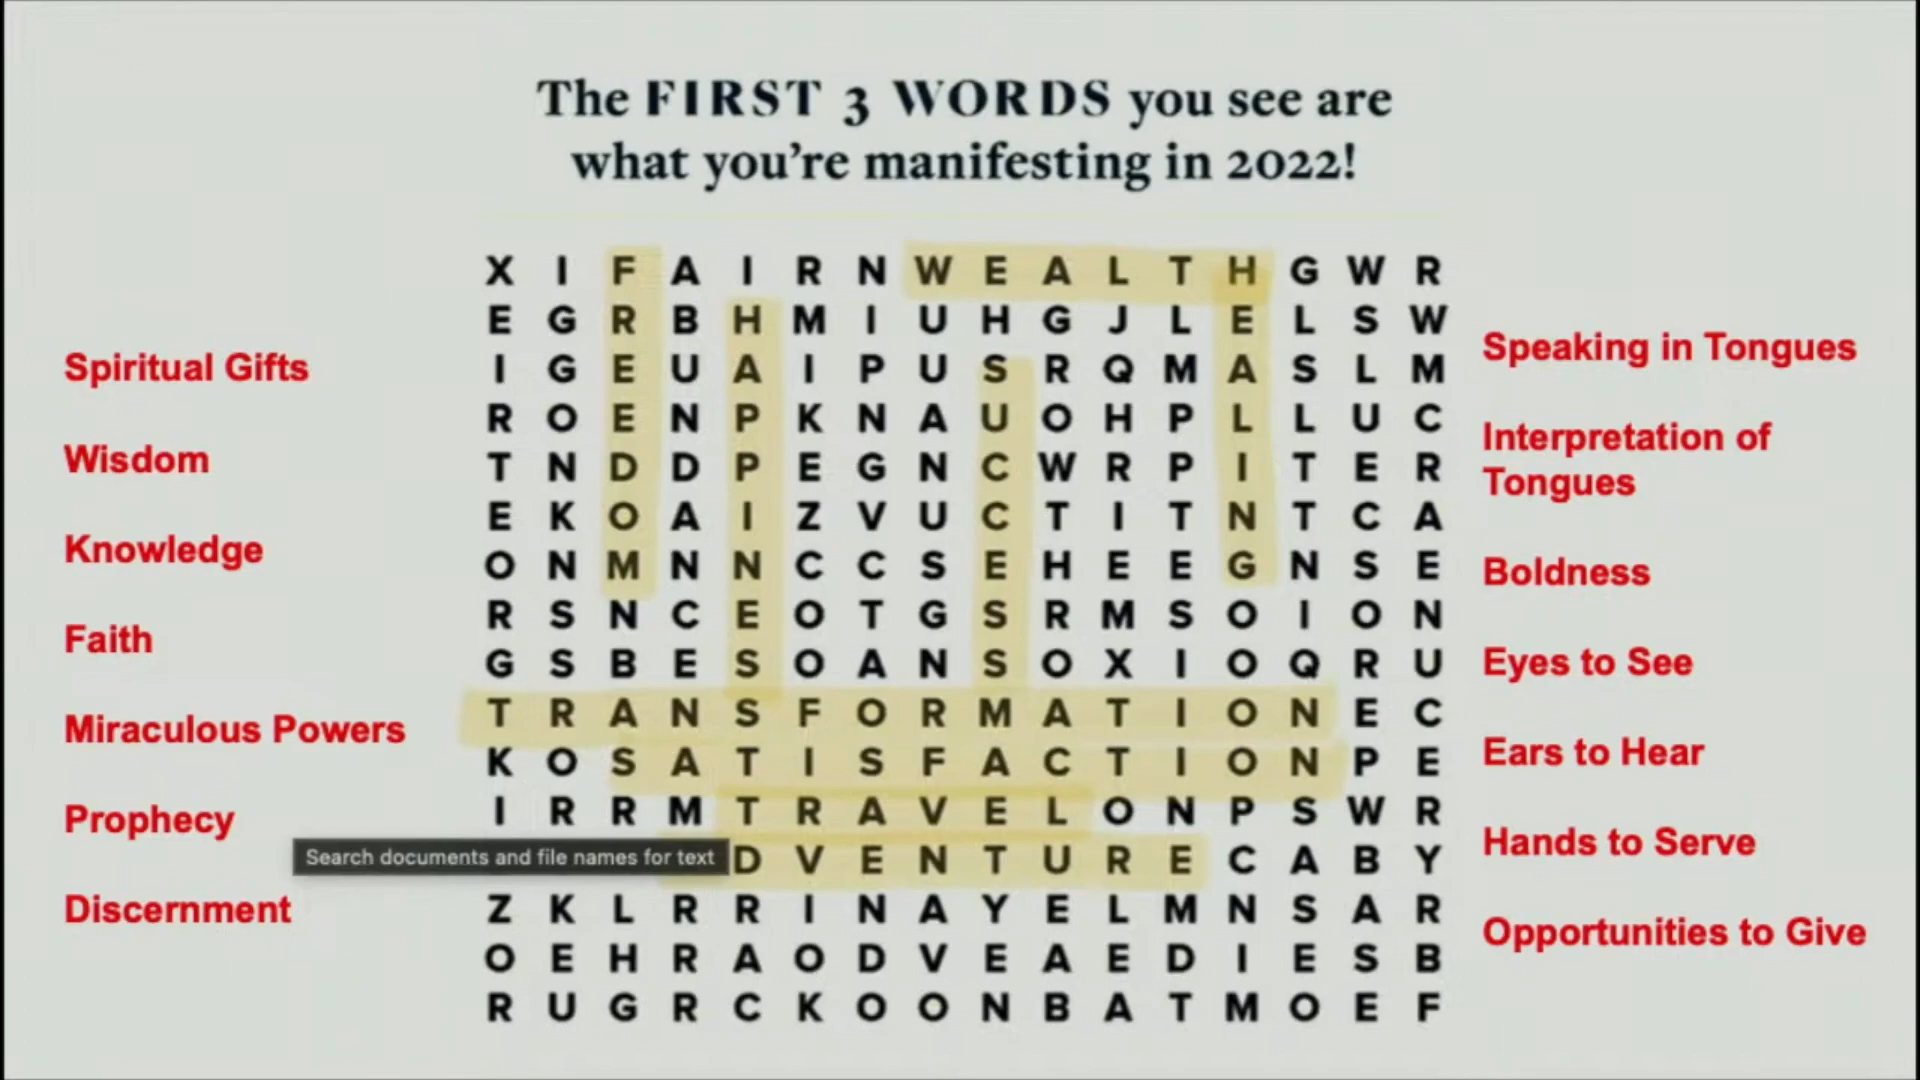 The FIRST 3 WORDS you see are
what you're manifesting in 2022!
X I F A I R N W E A L T H G W R
E G R B H M I U H G J L E L S W
I G E U A I P U S R Q M A S L M
R O E N P K N A U O H P L L U C
T N D D P E G N C W R P I T E R
E K O A I Z V U C T I T N T C A
O N M N N C C S E H E E G N S E
R S N C E O T G S R M S O I O N
G S B E S O A N S O X I O Q R U
T R A N S F O R M A T I O N E C
K O S A T I S F A C T I O N P E
I R R M T R A V E L O N P S W R
D V E N T U R E C A B Y
Z K L R R I N A Y E L M N S A R
O E H R A O D V E A E D I E S B
R U G R C K O O N B A T M O E F
Spiritual Gifts
Wisdom
Knowledge
Faith
Miraculous Powers
Prophecy
Search documents and file names for text
Discernment
Speaking in Tongues
Interpretation of
Tongues
Boldness
Eyes to See
Ears to Hear
Hands to Serve
Opportunities to Give